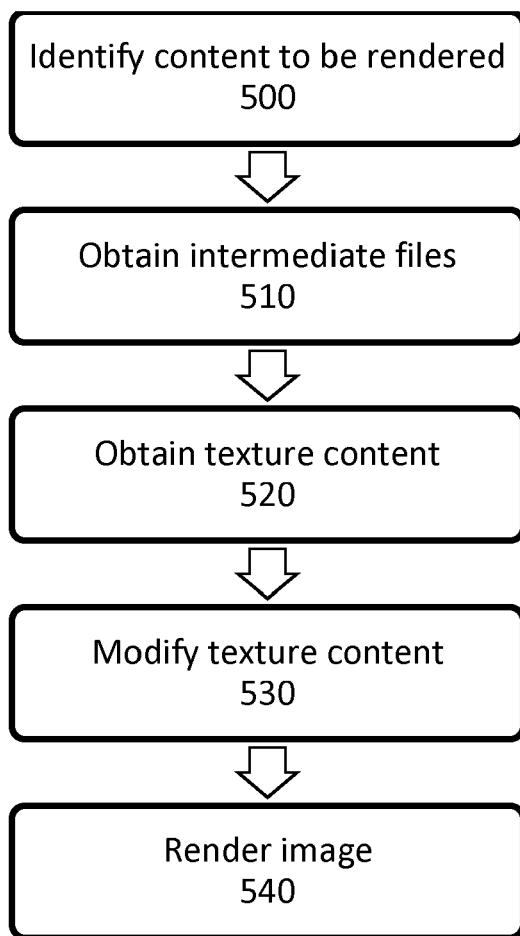 Identify content to be rendered
500
Obtain intermediate files
510
Obtain texture content
520
Modify texture content
530
Render image
540